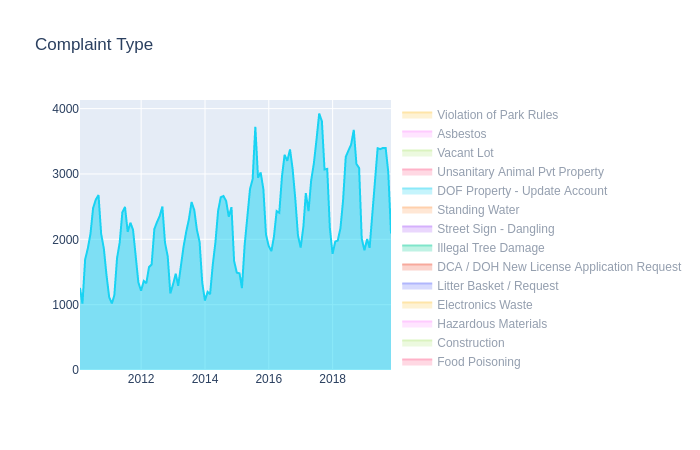 Complaint Type
4000
3000
2000
1000
0
2012
2014
2016
2018
Violation of Park Rules
Asbestos
Vacant Lot
Unsanitary Animal Pvt Property
DOF Property - Update Account
Standing Water
Street Sign - Dangling
Illegal Tree Damage
DCA / DOH New License Application Request
Litter Basket / Request
Electronics Waste
Hazardous Materials
Construction
Food Poisoning